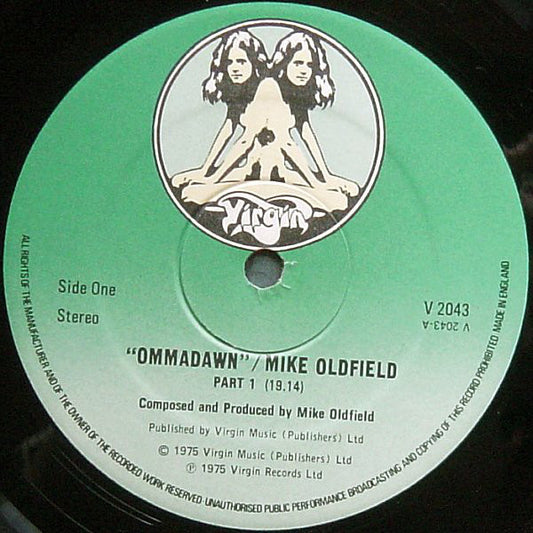 Virgin
Side One
Stereo
V 2043
V 2043-A
“OMMADAWN” / MIKE OLDFIELD
PART 1 (19.14)
Composed and Produced by Mike Oldfield
Published by Virgin Music (Publishers) Ltd
© 1975 Virgin Music (Publishers) Ltd
℗ 1975 Virgin Records Ltd
ALL RIGHTS OF THE MANUFACTURER AND OF THE OWNER OF THE RECORDED WORK RESERVED·UNAUTHORISED PUBLIC PERFORMANCE BROADCASTING AND COPYING OF THIS RECORD PROHIBITED MADE IN ENGLAND